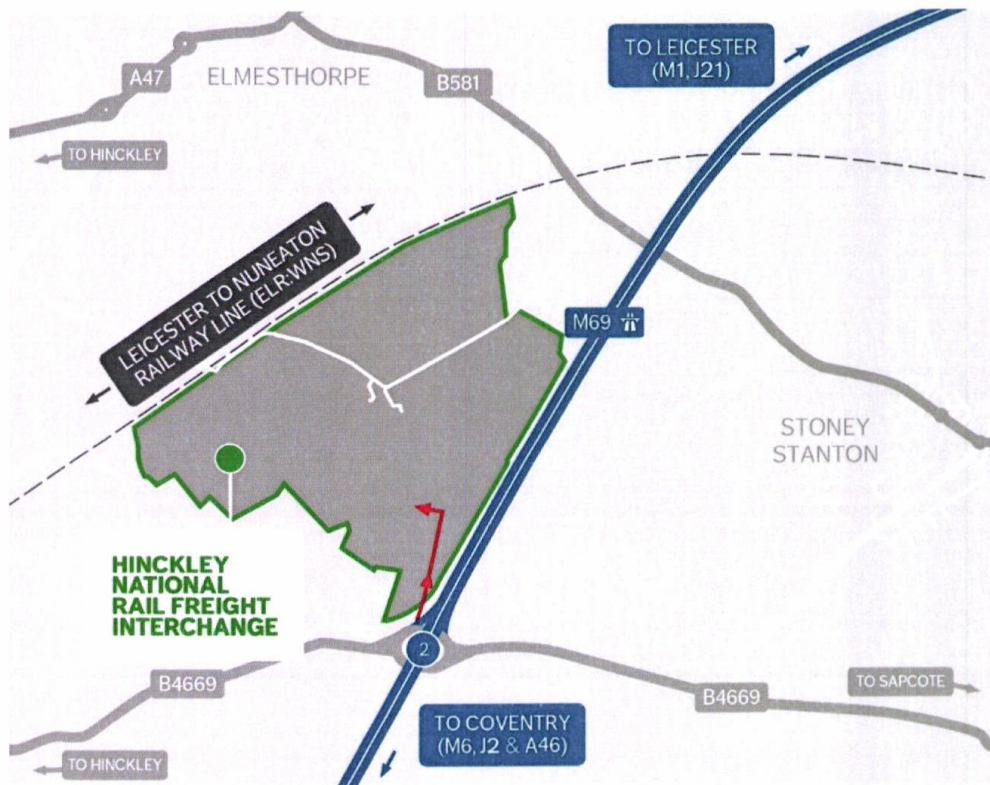 TO LEICESTER
(M1, J21)
A47
ELMESTHORPE
B581
TO HINCKLEY
LEICESTER TO NUNEATON
RAILWAY LINE (ELR:WNS)
M69
STONEY
STANTON
HINCKLEY
NATIONAL
RAIL FREIGHT
INTERCHANGE
2
B4669
B4669
TO SAPCOTE
TO COVENTRY
(M6, J2 & A46)
TO HINCKLEY